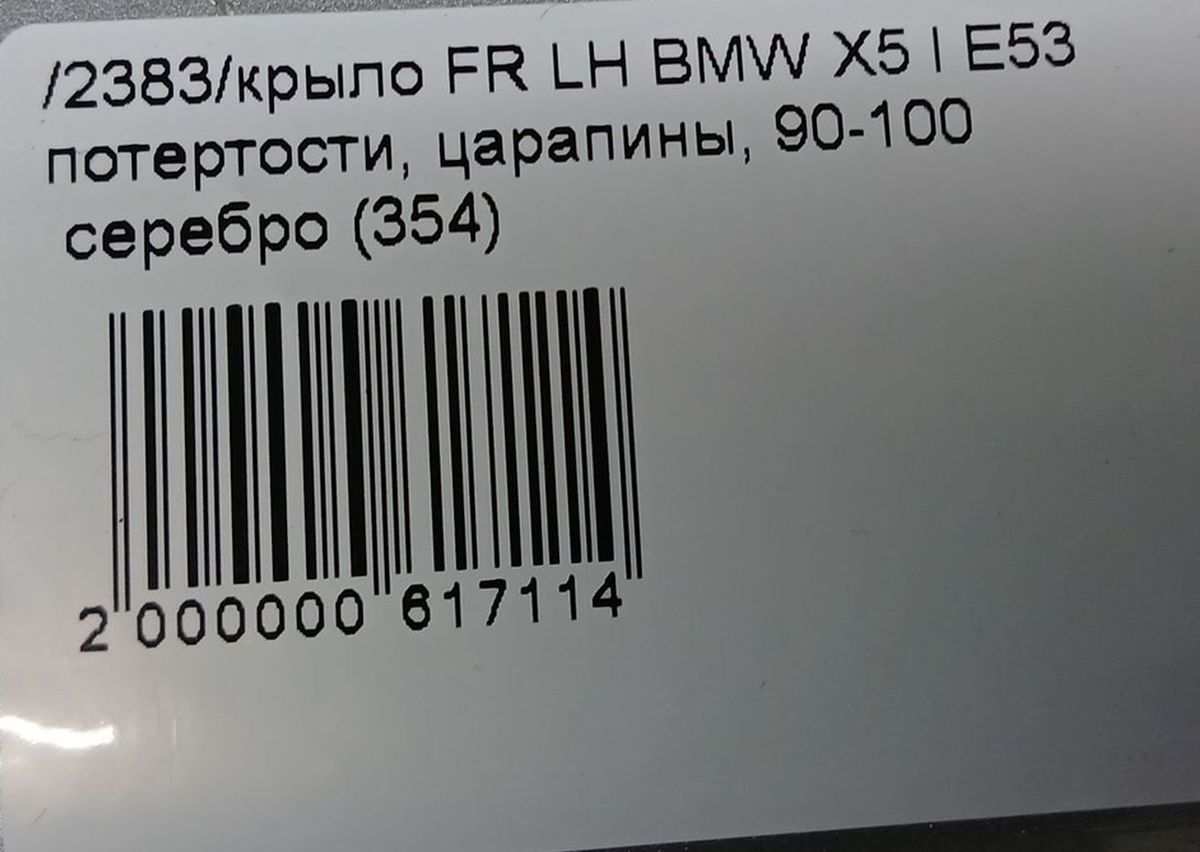 /2383/крыло FR LH BMW X5 I E53
потертости, царапины, 90-100
серебро (354)
2 000000 617114